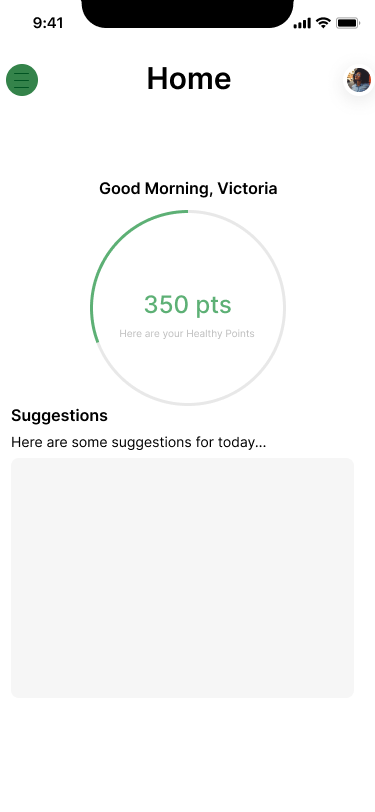 9:41
Home
Good Morning, Victoria
350 pts
Here are your Healthy Points
Suggestions
Here are some suggestions for today...